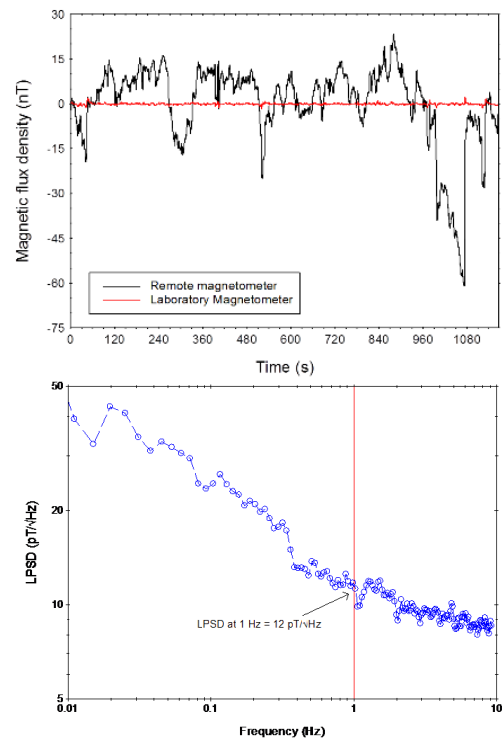 30
15
0
-15
-30
-45
-60
-75
Magnetic flux density (nT)
Remote magnetometer
Laboratory Magnetometer
0 120 240 360 480 600 720 840 960 1080
Time (s)
50
20
10
5
LPSD (pT/√Hz)
LPSD at 1 Hz = 12 pT/√Hz
0.01 0.1 1 10
Frequency (Hz)